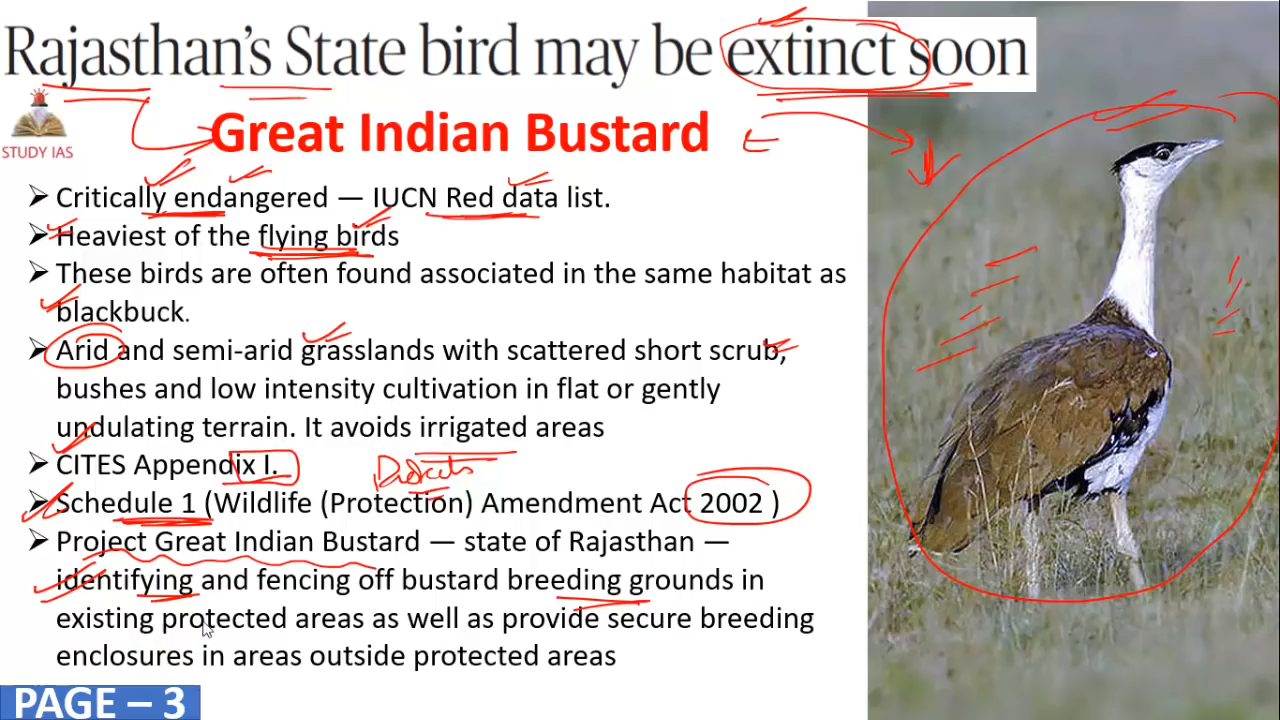 Rajasthan's State bird may be extinct soon
STUDY IAS
Great Indian Bustard
➢ Critically endangered — IUCN Red data list.
➢ Heaviest of the flying birds
➢ These birds are often found associated in the same habitat as
blackbuck.
➢ Arid and semi-arid grasslands with scattered short scrub,
bushes and low intensity cultivation in flat or gently
undulating terrain. It avoids irrigated areas
➢ CITES Appendix I.
➢ Schedule 1 (Wildlife (Protection) Amendment Act 2002 )
➢ Project Great Indian Bustard — state of Rajasthan —
identifying and fencing off bustard breeding grounds in
existing protected areas as well as provide secure breeding
enclosures in areas outside protected areas
PAGE – 3